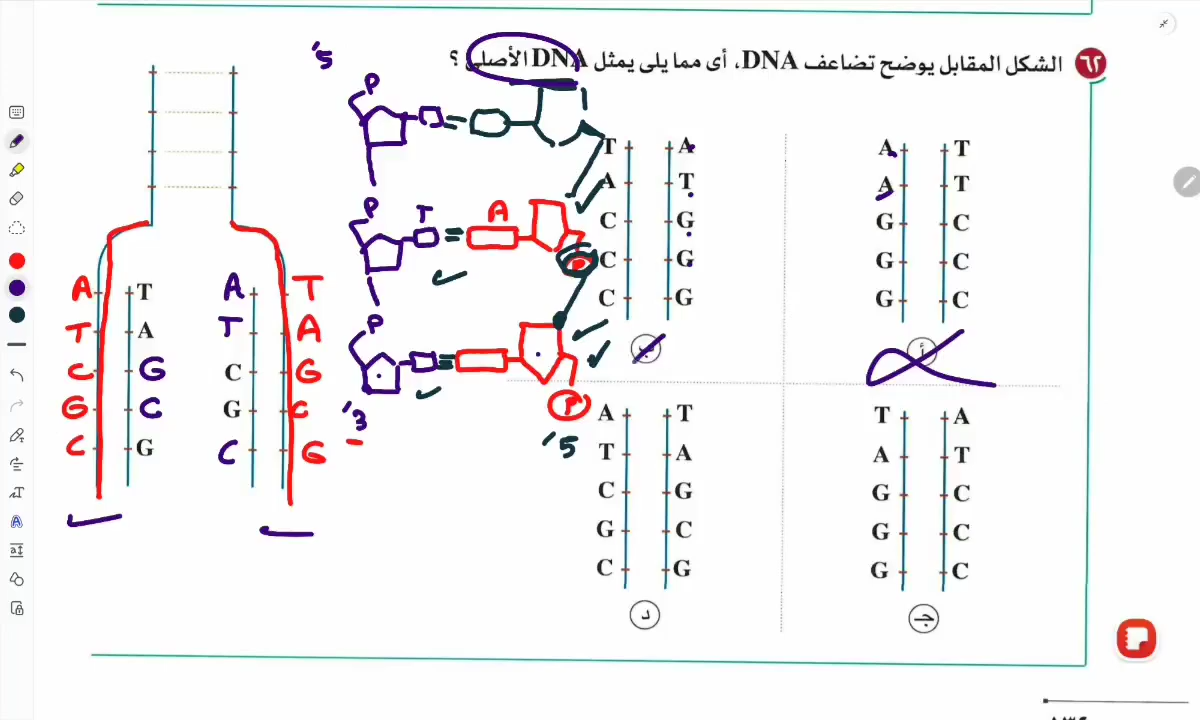 ٦٢ الشكل المقابل يوضح تضاعف DNA، أى مما يلى يمثل DNA الأصلى ؟
'5
P
P T A
P
P
'3
'5
A T A T
T A T A
C G C G
G C G C
C G C G
A T
A T
G C
G C
G C
أ
T A
A T
C G
C G
C G
ب
T A
A T
G C
G C
G C
جـ
A T
T A
C G
G C
C G
د